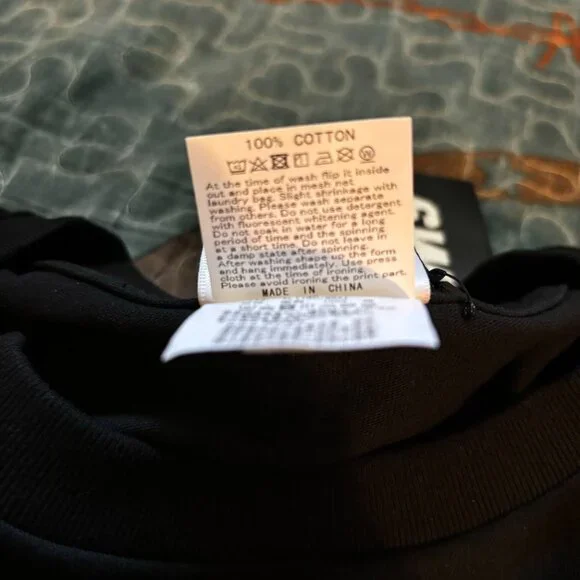 100% COTTON
At the time of wash flip it inside
out and place in mesh net
laundry bag. Slight shrinkage with
washing. Please wash separate
from others. Do not use detergent
with fluorescent whitening agent.
Do not soak in water for a long
period of time and the spinning
at a short time. Do not leave in
a damp state after spinning.
After washing shape up the form
and hang immediately. Use press
cloth at the time of ironing.
Please avoid ironing the print part.
MADE IN CHINA